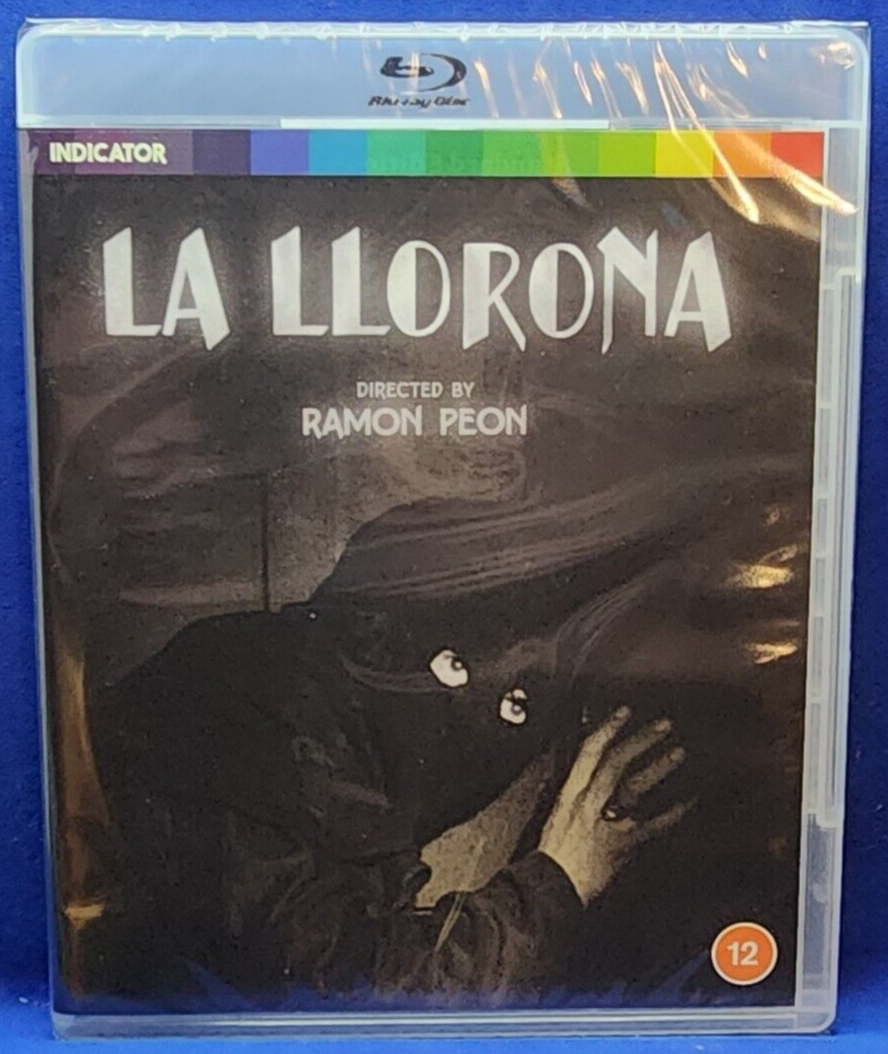 Blu-ray Disc
INDICATOR
LA LLORONA
DIRECTED BY
RAMON PEON
12